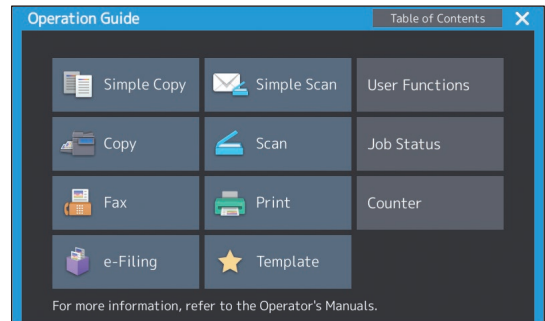 Operation Guide
Table of Contents
Simple Copy
Simple Scan
User Functions
Copy
Scan
Job Status
Fax
Print
Counter
e-Filing
Template
For more information, refer to the Operator's Manuals.